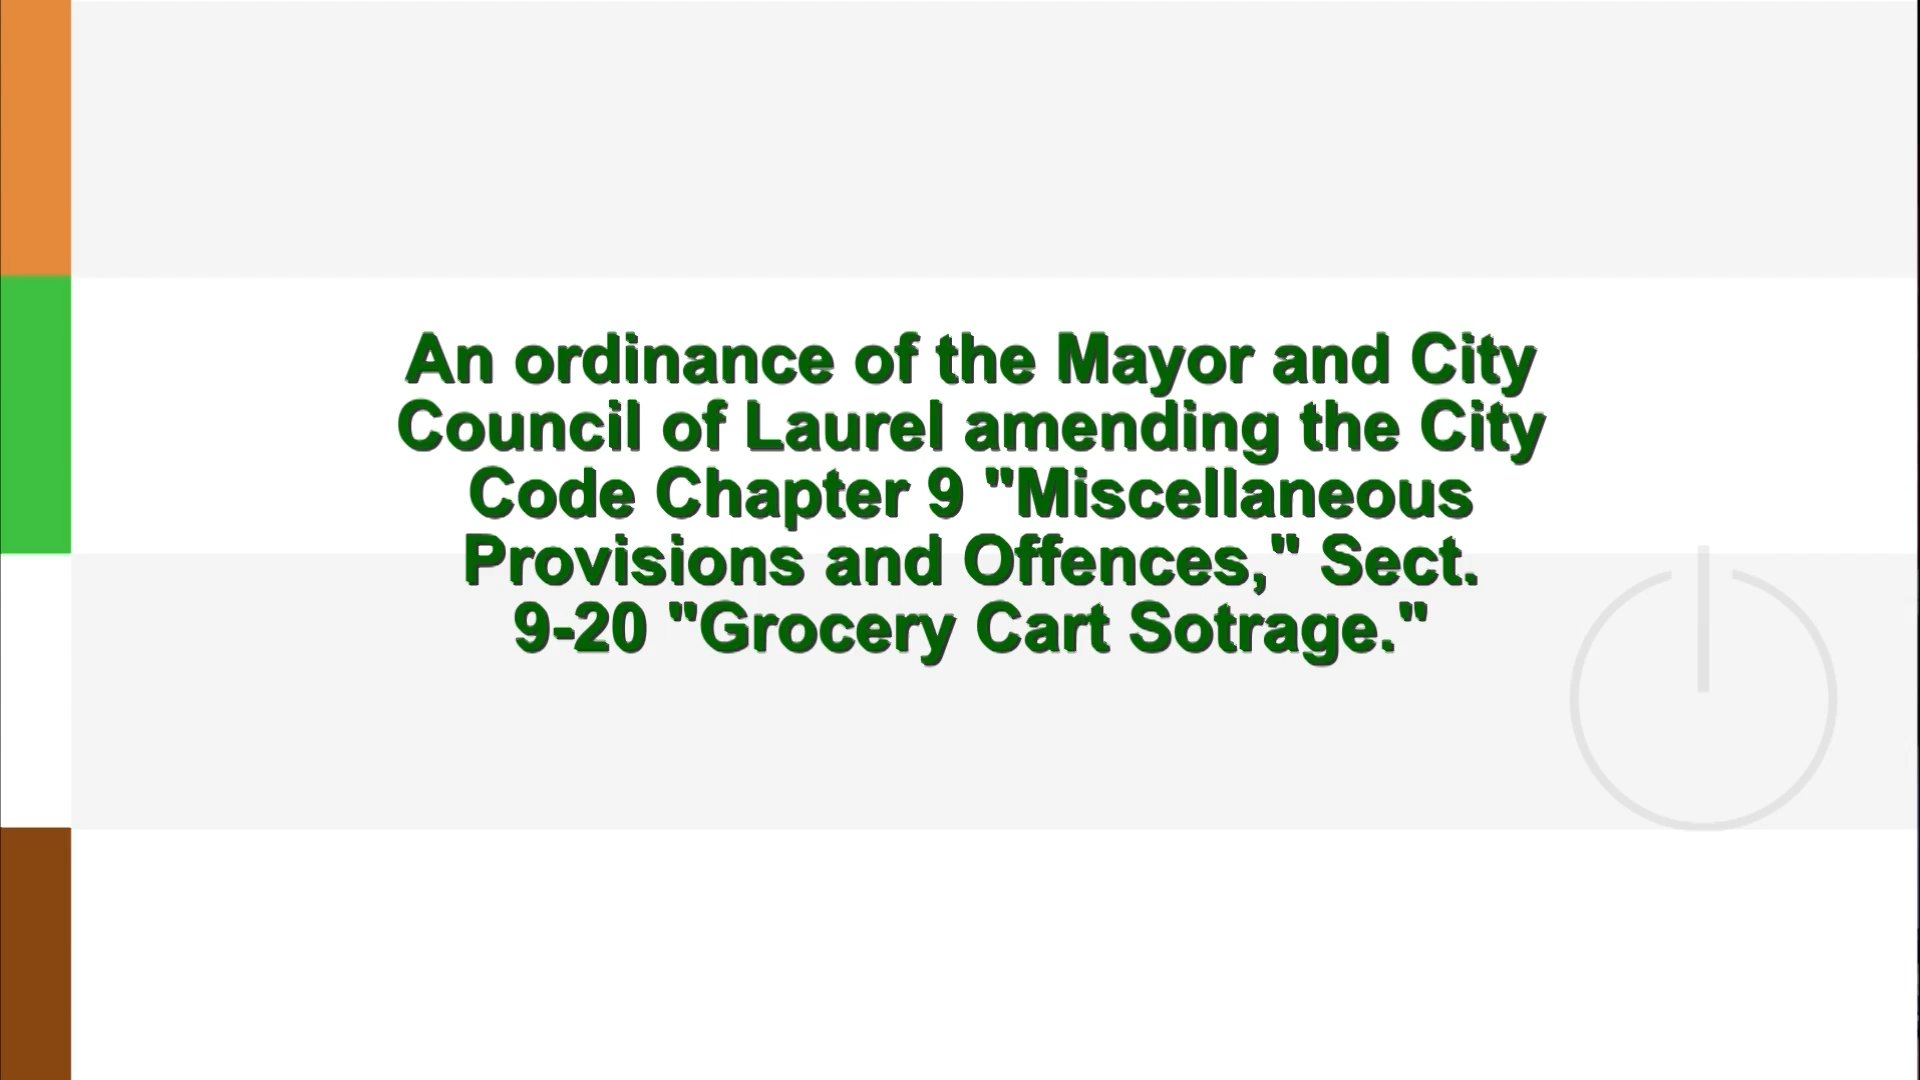 An ordinance of the Mayor and City
Council of Laurel amending the City
Code Chapter 9 "Miscellaneous
Provisions and Offences," Sect.
9-20 "Grocery Cart Sotrage."